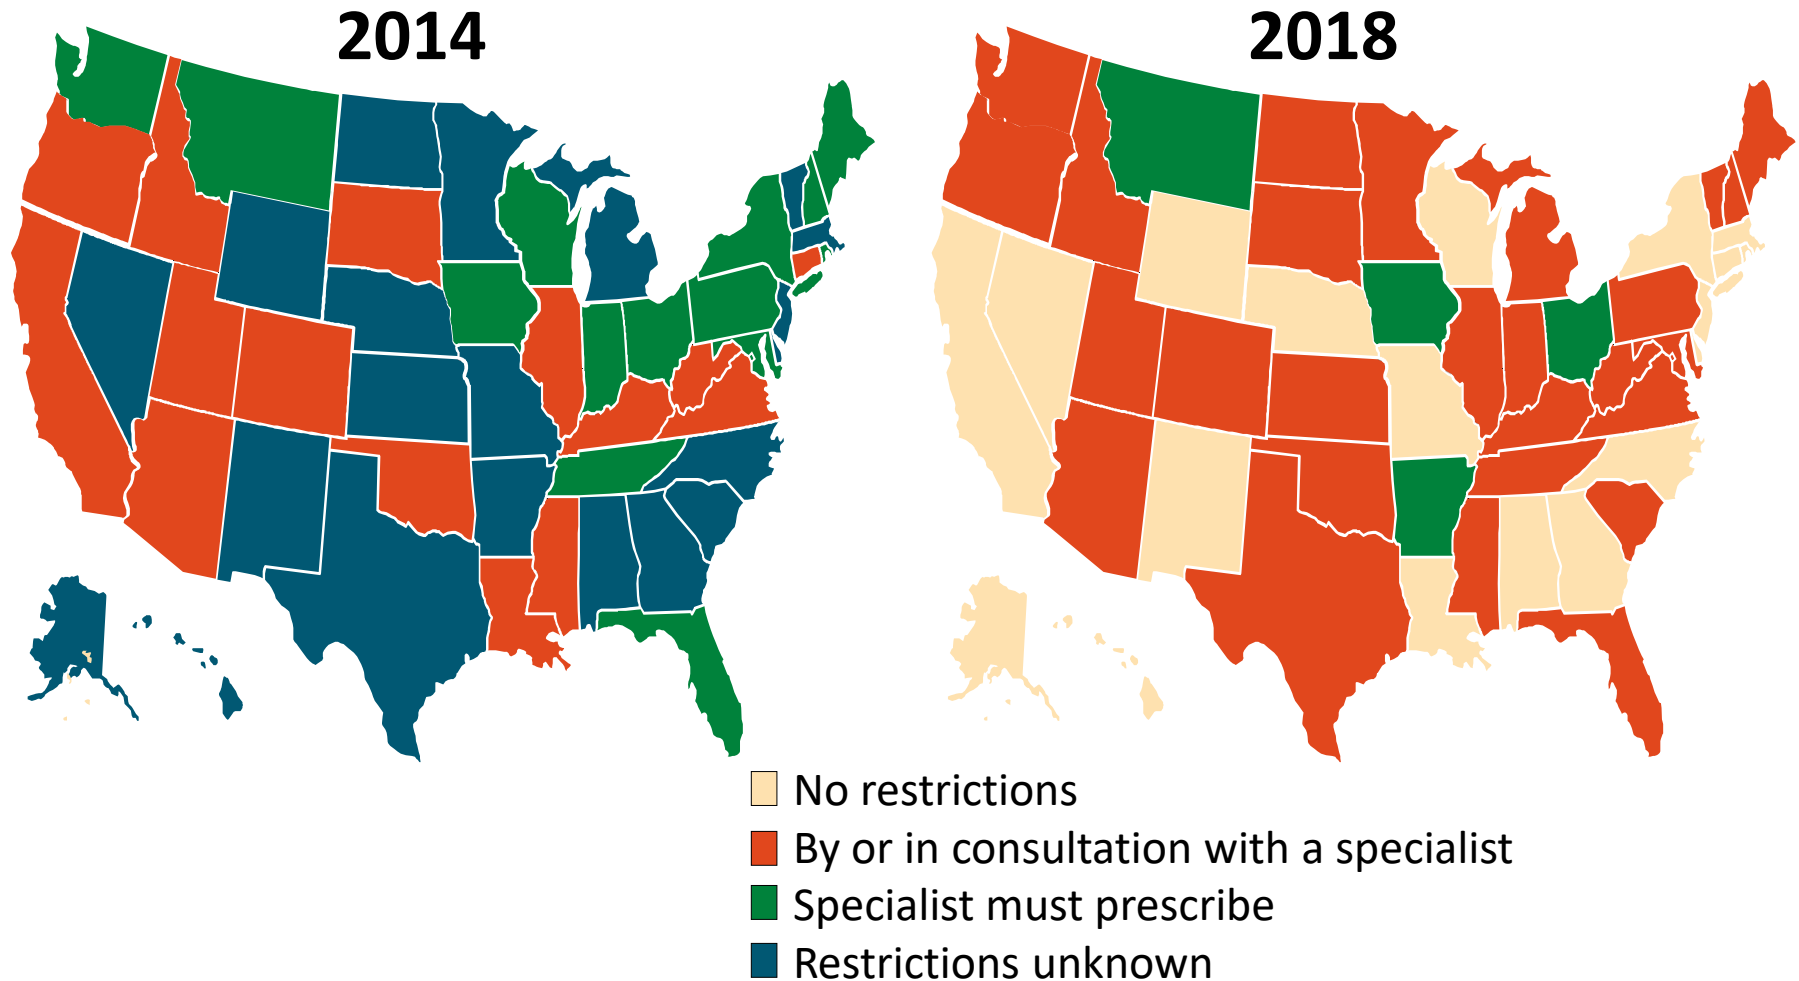 2014
2018
No restrictions
By or in consultation with a specialist
Specialist must prescribe
Restrictions unknown